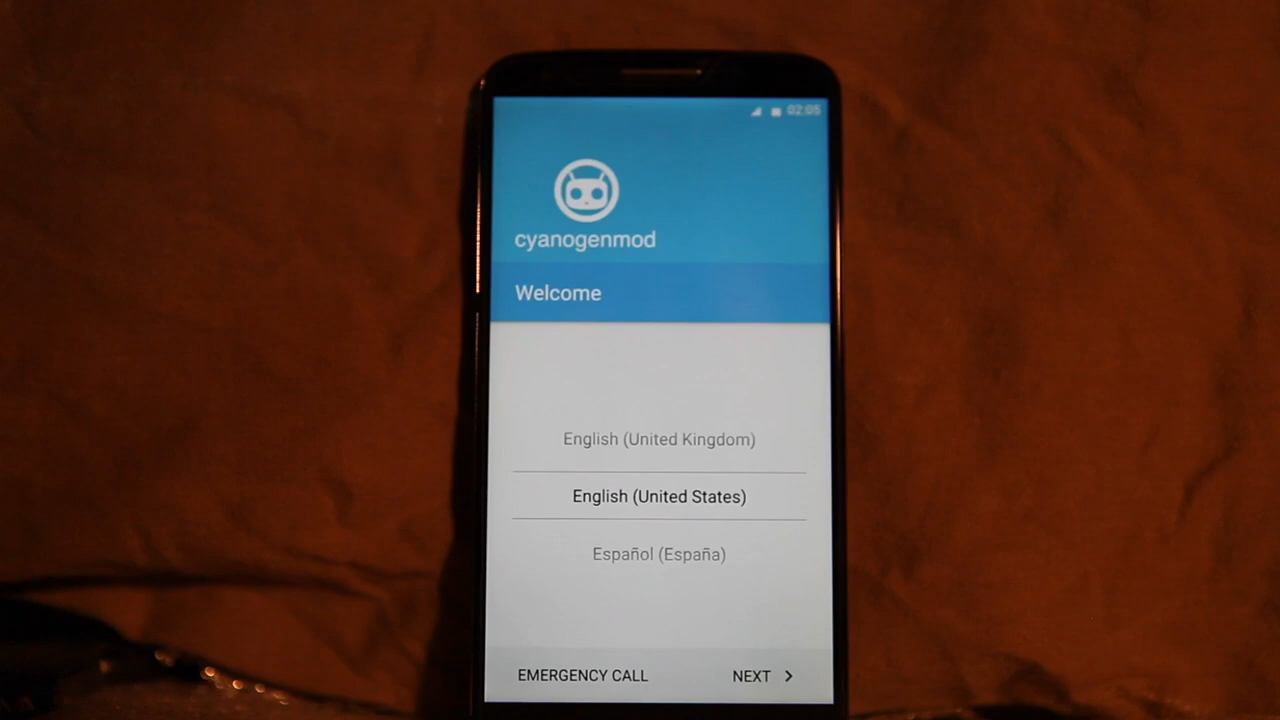 02:05
cyanogenmod
Welcome
English (United Kingdom)
English (United States)
Español (España)
EMERGENCY CALL NEXT